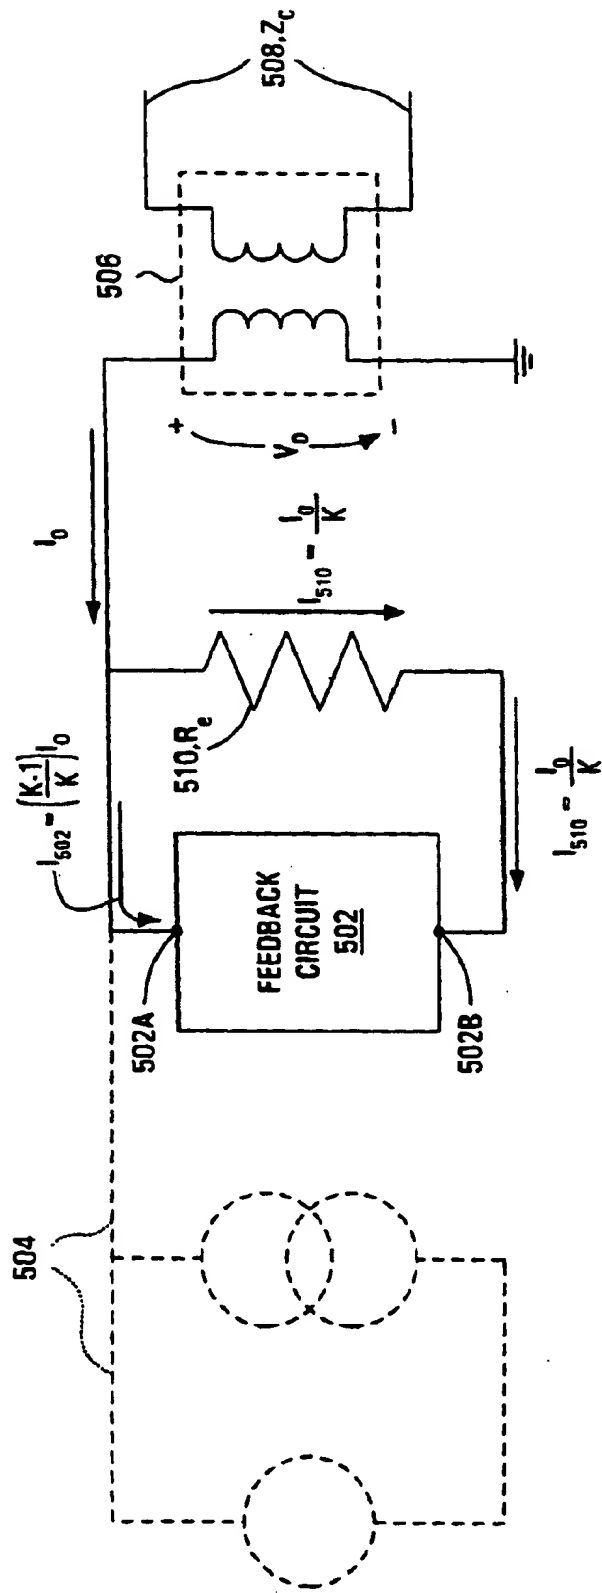 504
502A
FEEDBACK
CIRCUIT
502
502B
I502 = (K-1/K) I0
510,Re
I510 = I0/K
I510 = I0/K
I0
+
V0
-
506
508,Zc